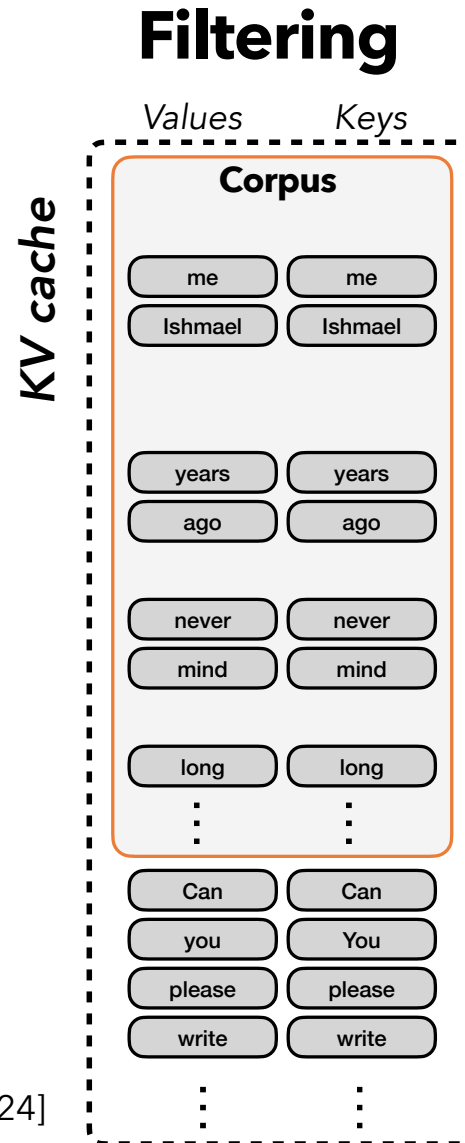 Filtering
Values Keys
KV cache
Corpus
me me
Ishmael Ishmael
years years
ago ago
never never
mind mind
long long
Can Can
you You
please please
write write
24]